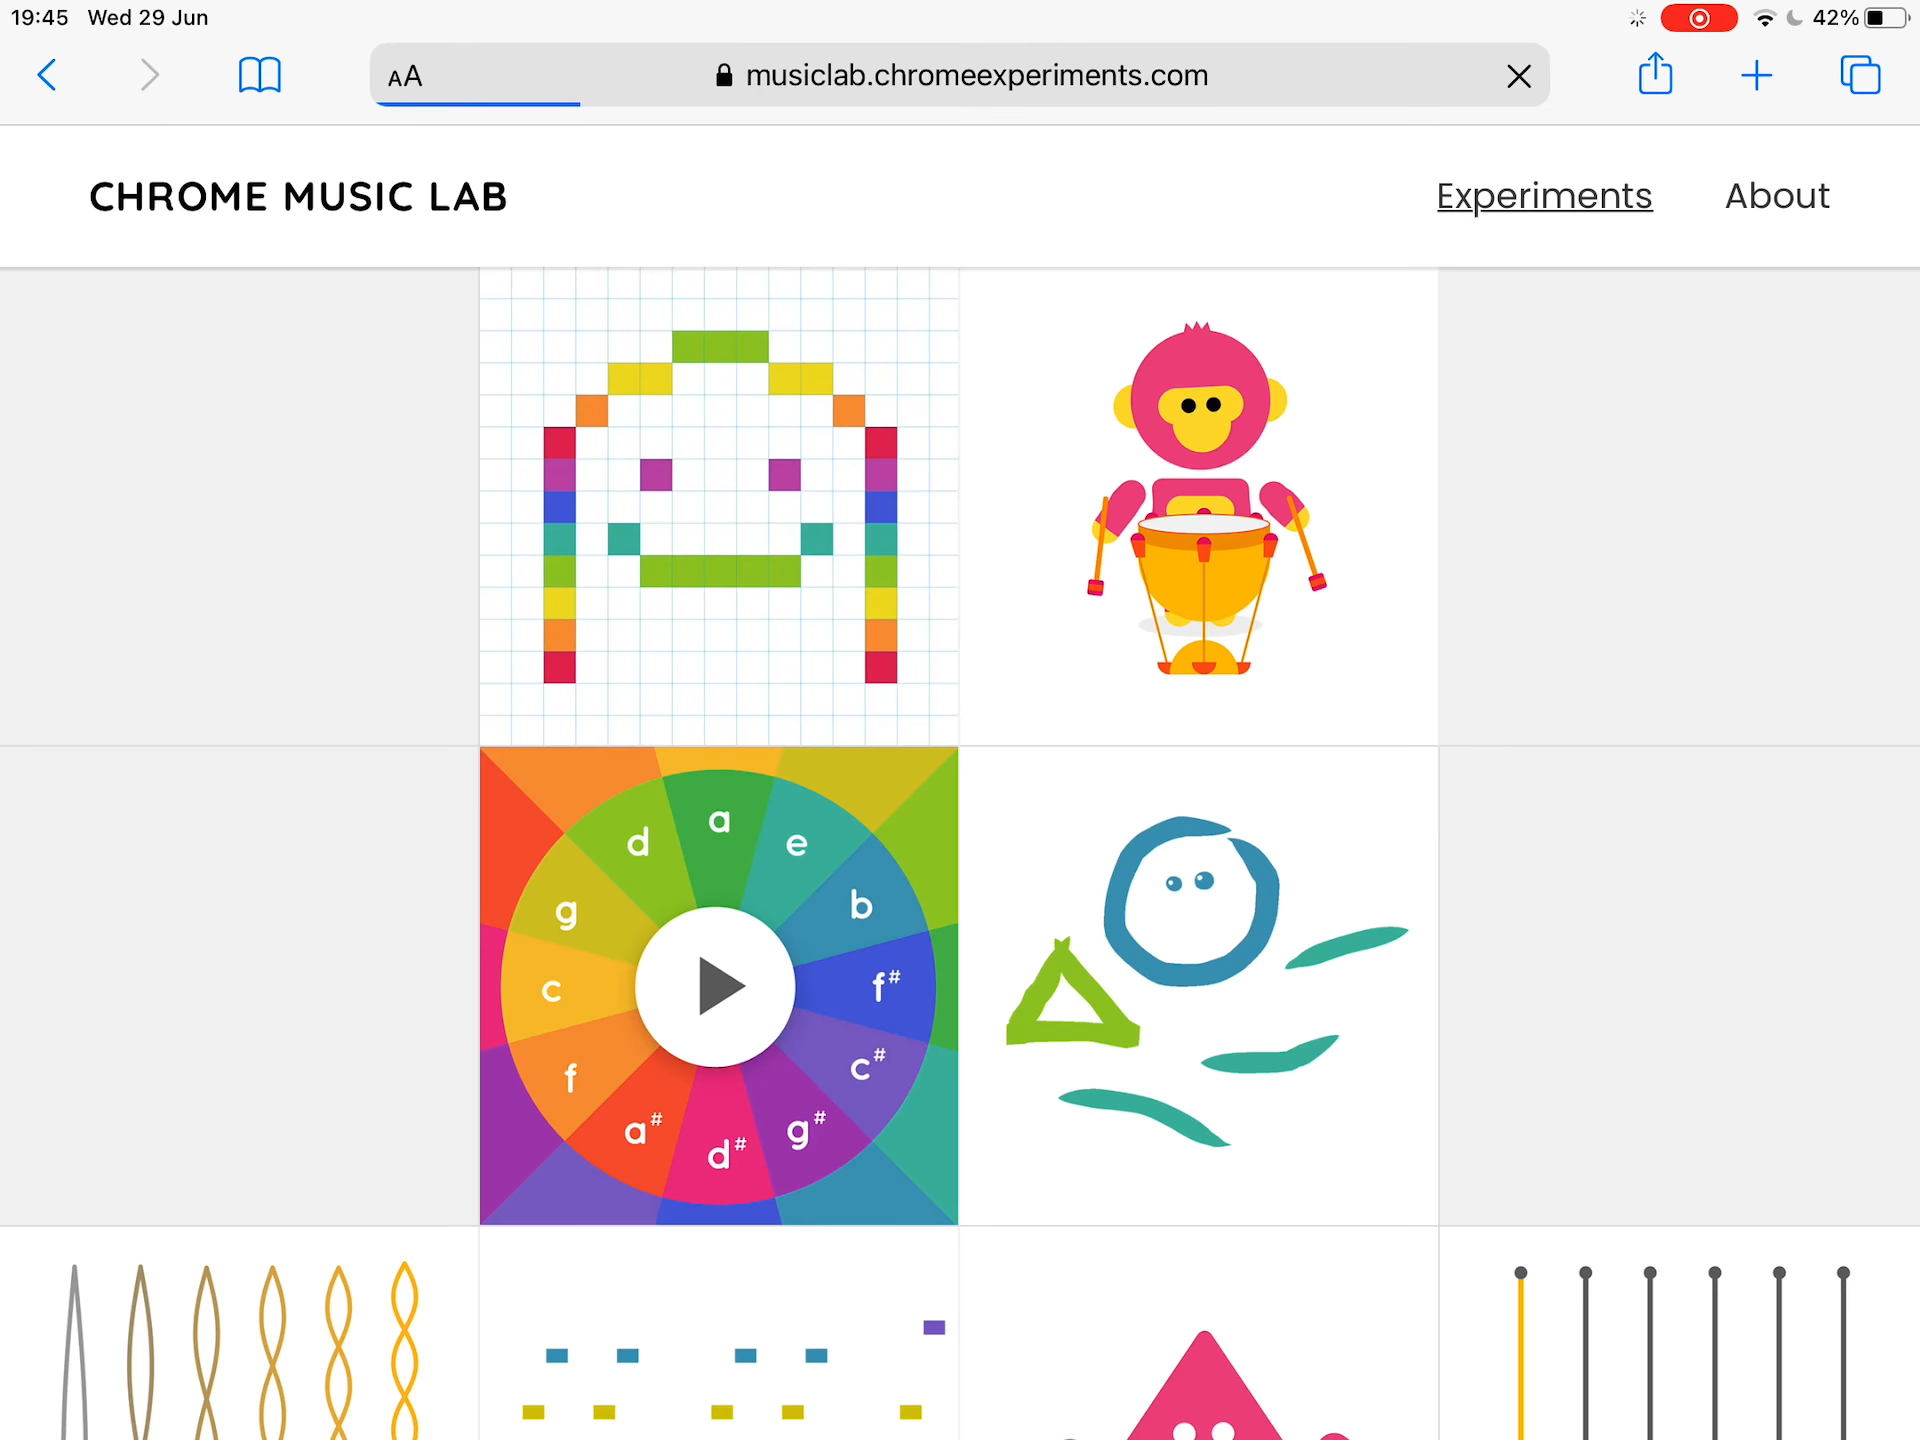 19:45 Wed 29 Jun 42%
AA musiclab.chromeexperiments.com
CHROME MUSIC LAB Experiments About
a
d e
g b
c f#
f c#
a# g#
d#